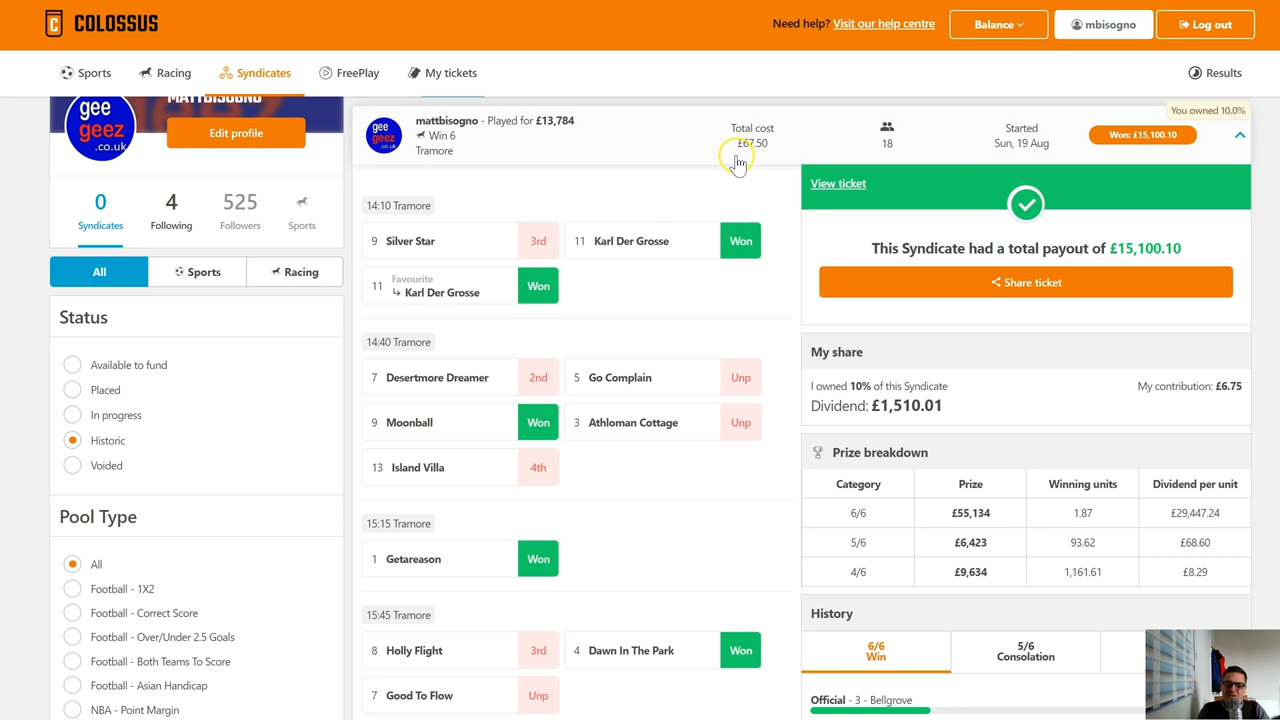 COLOSSUS
Need help? Visit our help centre
Balance
mbisogno
Log out
Sports
Racing
Syndicates
FreePlay
My tickets
Results
MATTBISOGNO
gee
geez
.co.uk
Edit profile
0
Syndicates
4
Following
525
Followers
Sports
All
Sports
Racing
Status
Available to fund
Placed
In progress
Historic
Voided
Pool Type
All
Football - 1X2
Football - Correct Score
Football - Over/Under 2.5 Goals
Football - Both Teams To Score
Football - Asian Handicap
NBA - Point Margin
gee
geez
.co.uk
mattbisogno - Played for £13,784
Win 6
Tramore
Total cost
£67.50
18
Started
Sun, 19 Aug
You owned 10.0%
Won: £15,100.10
14:10 Tramore
9 Silver Star 3rd
11 Karl Der Grosse Won
11 Favourite
↳ Karl Der Grosse Won
14:40 Tramore
7 Desertmore Dreamer 2nd
5 Go Complain Unp
9 Moonball Won
3 Athloman Cottage Unp
13 Island Villa 4th
15:15 Tramore
1 Getareason Won
15:45 Tramore
8 Holly Flight 3rd
4 Dawn In The Park Won
7 Good To Flow Unp
View ticket
This Syndicate had a total payout of £15,100.10
Share ticket
My share
I owned 10% of this Syndicate
My contribution: £6.75
Dividend: £1,510.01
Prize breakdown
Category Prize Winning units Dividend per unit
6/6 £55,134 1.87 £29,447.24
5/6 £6,423 93.62 £68.60
4/6 £9,634 1,161.61 £8.29
History
6/6
Win
5/6
Consolation
Official - 3 - Bellgrove